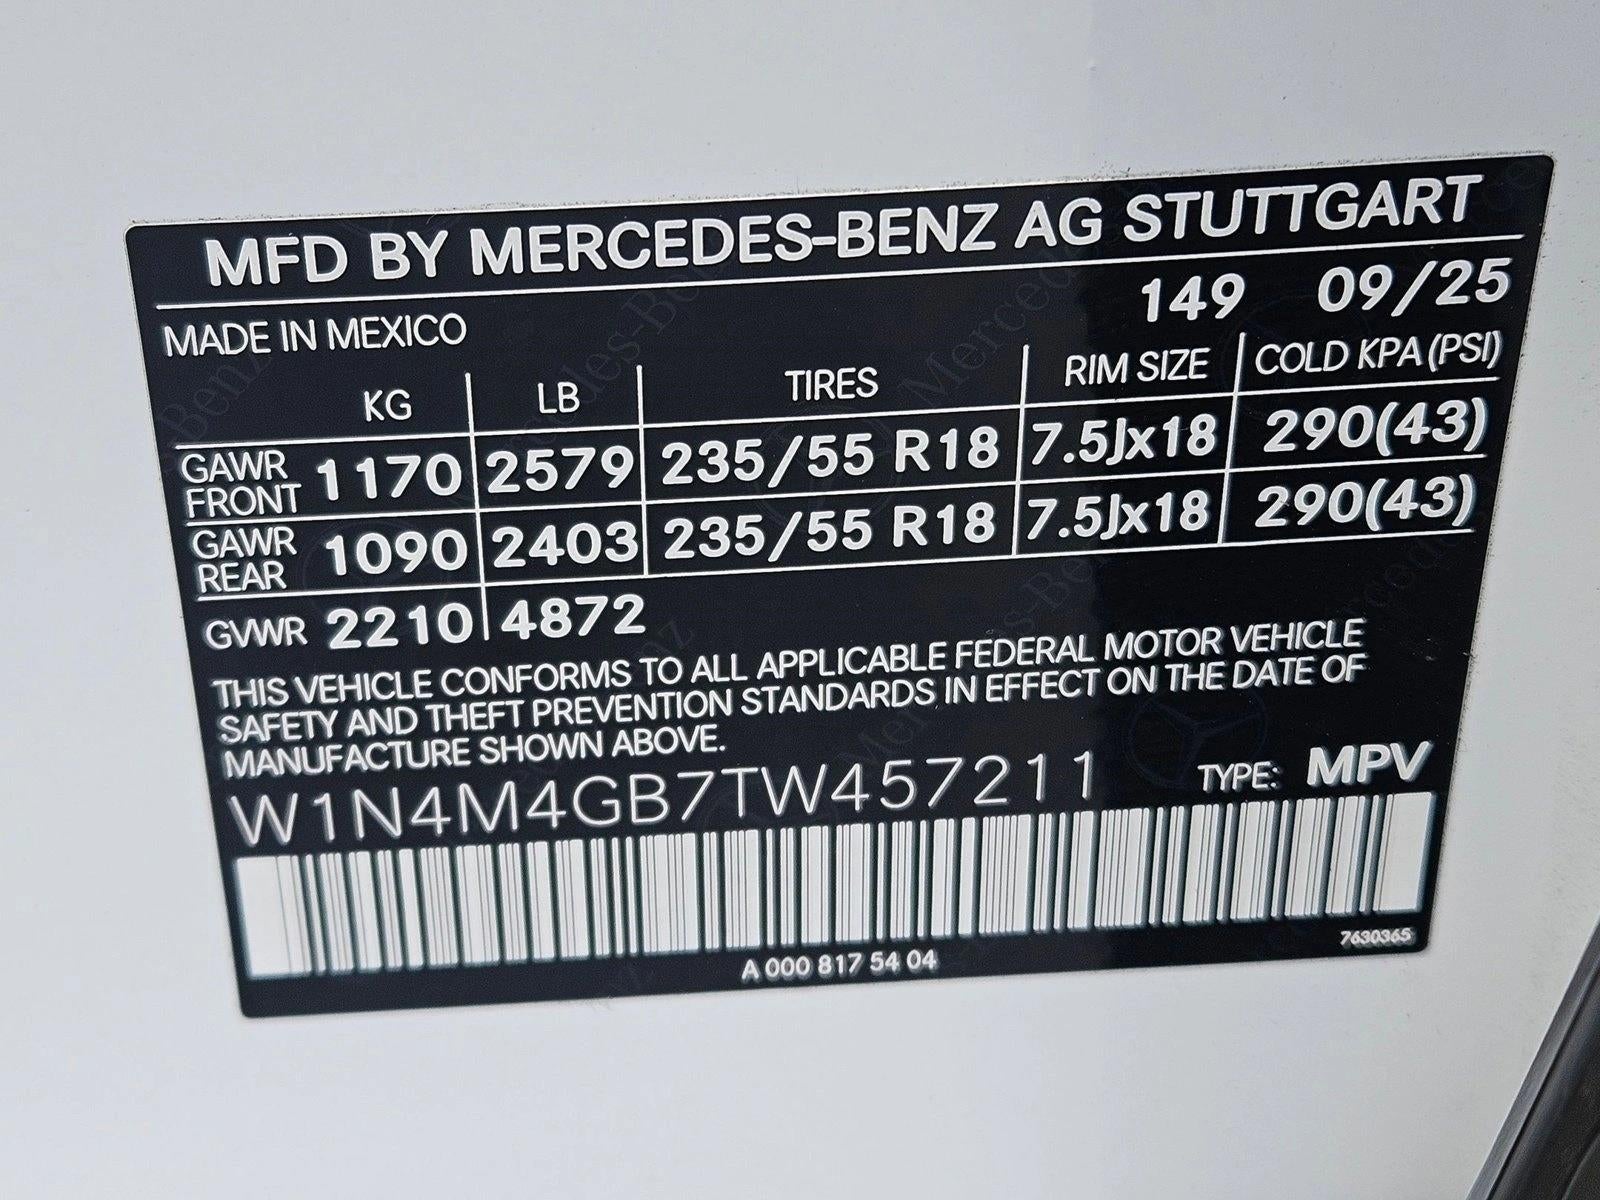 MFD BY MERCEDES-BENZ AG STUTTGART
MADE IN MEXICO 149 09/25
KG LB TIRES RIM SIZE COLD KPA (PSI)
GAWR FRONT 1170 2579 235/55 R18 7.5Jx18 290(43)
GAWR REAR 1090 2403 235/55 R18 7.5Jx18 290(43)
GVWR 2210 4872
THIS VEHICLE CONFORMS TO ALL APPLICABLE FEDERAL MOTOR VEHICLE
SAFETY AND THEFT PREVENTION STANDARDS IN EFFECT ON THE DATE OF
MANUFACTURE SHOWN ABOVE.
W1N4M4GB7TW457211 TYPE: MPV
A 000 817 54 04 7630365